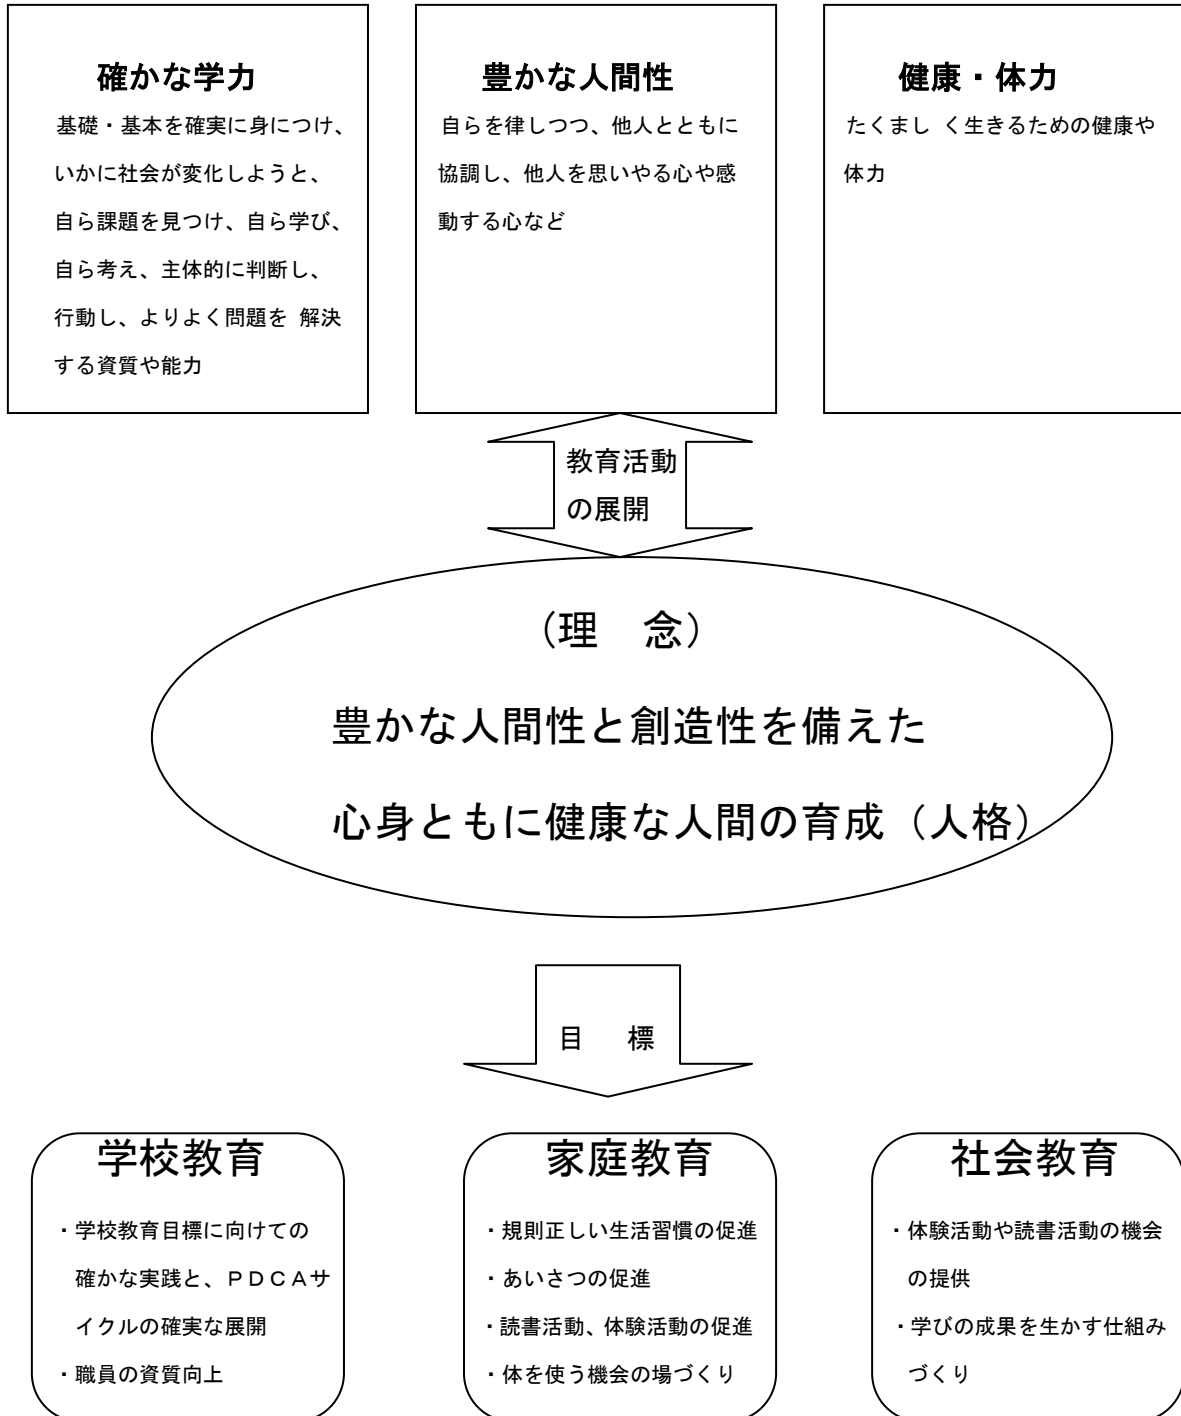 確かな学力
基礎・基本を確実に身につけ、
いかに社会が変化しようと、
自ら課題を見つけ、自ら学び、
自ら考え、主体的に判断し、
行動し、よりよく問題を 解決
する資質や能力
豊かな人間性
自らを律しつつ、他人とともに
協調し、他人を思いやる心や感
動する心など
健康・体力
たくまし く生きるための健康や
体力
教育活動
の展開
（理　念）
豊かな人間性と創造性を備えた
心身ともに健康な人間の育成（人格）
目　標
学校教育
・学校教育目標に向けての
確かな実践と、ＰＤＣＡサ
イクルの確実な展開
・職員の資質向上
家庭教育
・規則正しい生活習慣の促進
・あいさつの促進
・読書活動、体験活動の促進
・体を使う機会の場づくり
社会教育
・体験活動や読書活動の機会
の提供
・学びの成果を生かす仕組み
づくり